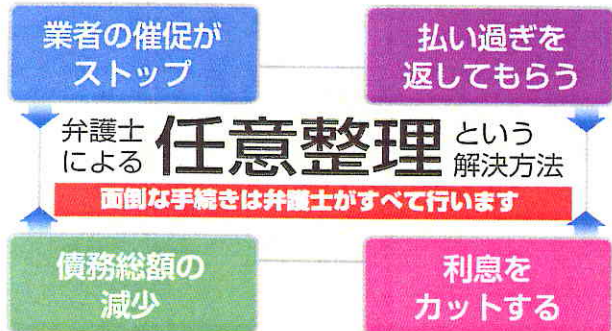 業者の催促が
ストップ
払い過ぎを
返してもらう
弁護士
による
任意整理
という
解決方法
面倒な手続きは弁護士がすべて行います
債務総額の
減少
利息を
カットする